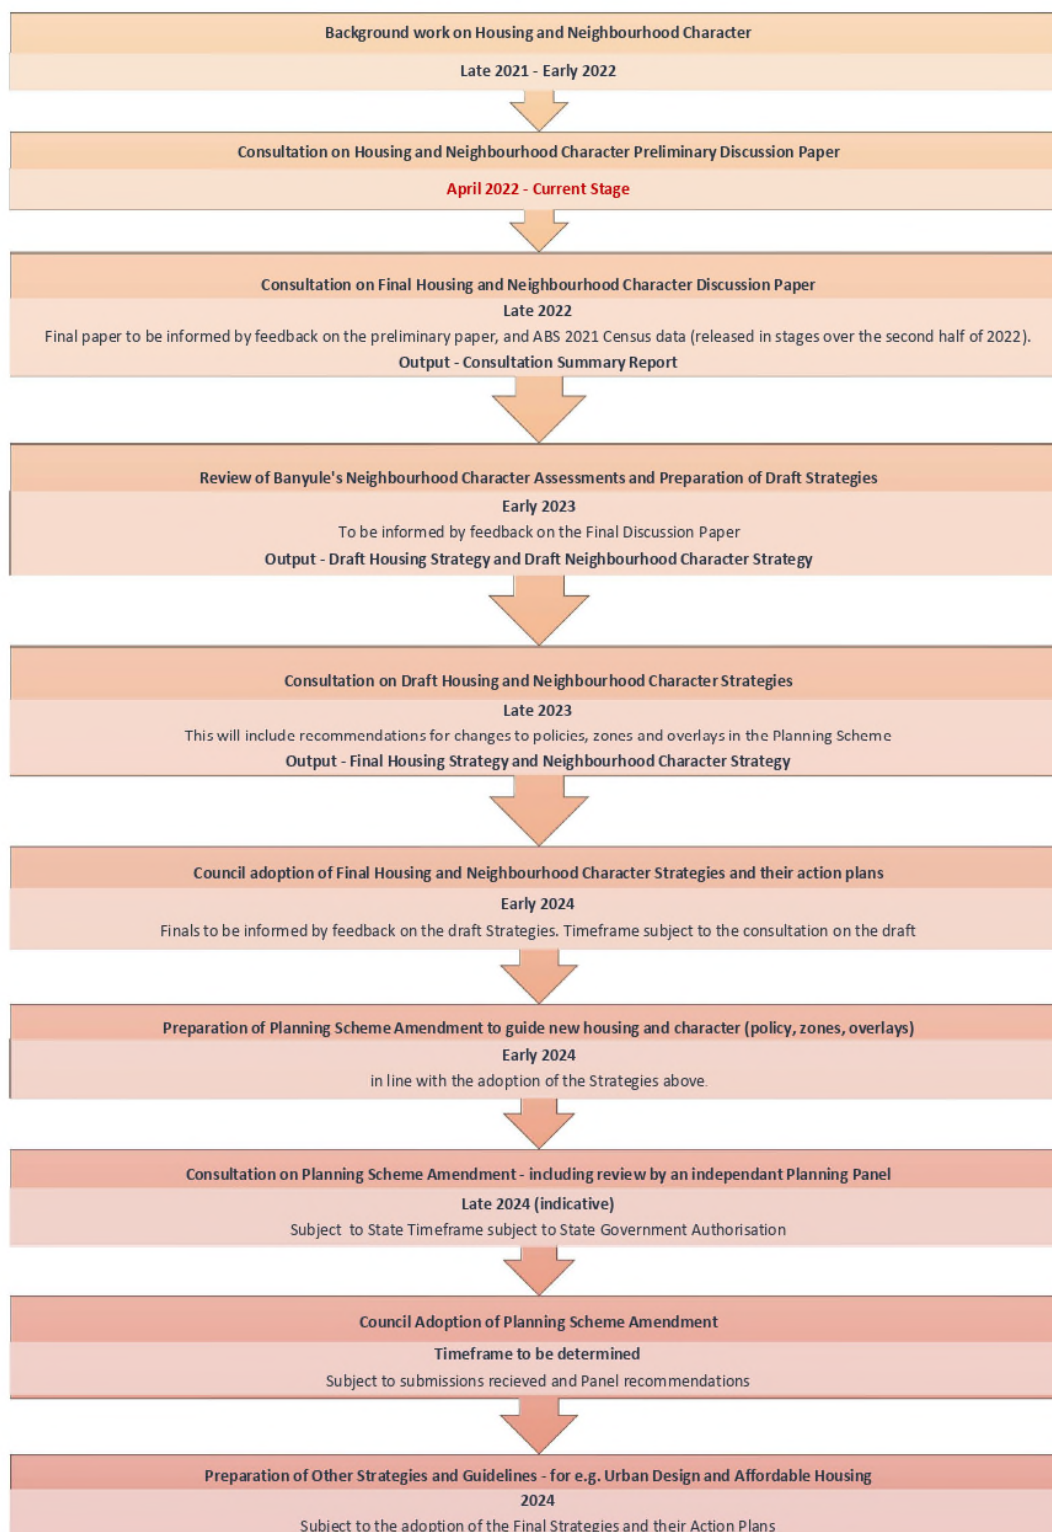 Background work on Housing and Neighbourhood Character
Late 2021 - Early 2022
Consultation on Housing and Neighbourhood Character Preliminary Discussion Paper
April 2022 - Current Stage
Consultation on Final Housing and Neighbourhood Character Discussion Paper
Late 2022
Final paper to be informed by feedback on the preliminary paper, and ABS 2021 Census data (released in stages over the second half of 2022).
Output - Consultation Summary Report
Review of Banyule's Neighbourhood Character Assessments and Preparation of Draft Strategies
Early 2023
To be informed by feedback on the Final Discussion Paper
Output - Draft Housing Strategy and Draft Neighbourhood Character Strategy
Consultation on Draft Housing and Neighbourhood Character Strategies
Late 2023
This will include recommendations for changes to policies, zones and overlays in the Planning Scheme
Output - Final Housing Strategy and Neighbourhood Character Strategy
Council adoption of Final Housing and Neighbourhood Character Strategies and their action plans
Early 2024
Finals to be informed by feedback on the draft Strategies. Timeframe subject to the consultation on the draft
Preparation of Planning Scheme Amendment to guide new housing and character (policy, zones, overlays)
Early 2024
in line with the adoption of the Strategies above.
Consultation on Planning Scheme Amendment - including review by an independant Planning Panel
Late 2024 (indicative)
Subject to State Timeframe subject to State Government Authorisation
Council Adoption of Planning Scheme Amendment
Timeframe to be determined
Subject to submissions recieved and Panel recommendations
Preparation of Other Strategies and Guidelines - for e.g. Urban Design and Affordable Housing
2024
Subject to the adoption of the Final Strategies and their Action Plans